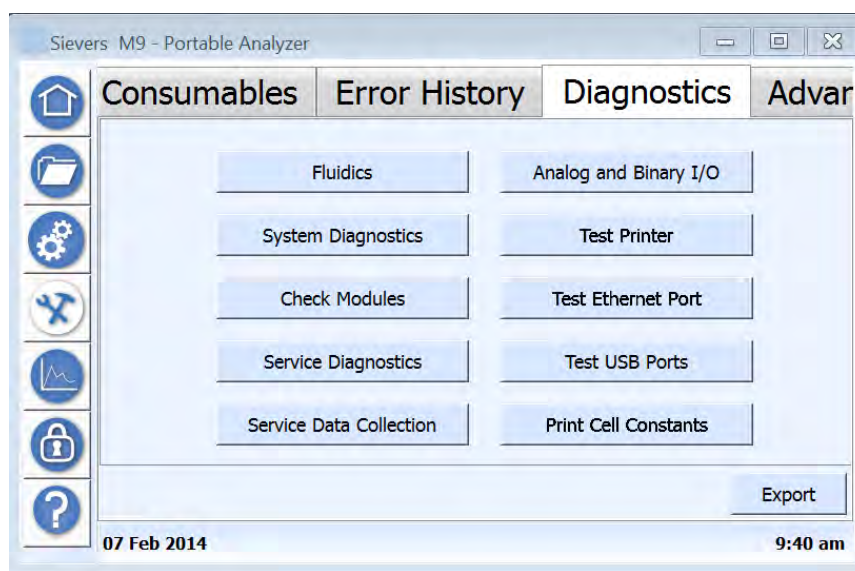 Sievers M9 - Portable Analyzer
Consumables Error History Diagnostics Advar
Fluidics Analog and Binary I/O
System Diagnostics Test Printer
Check Modules Test Ethernet Port
Service Diagnostics Test USB Ports
Service Data Collection Print Cell Constants
?
Export
07 Feb 2014 9:40 am